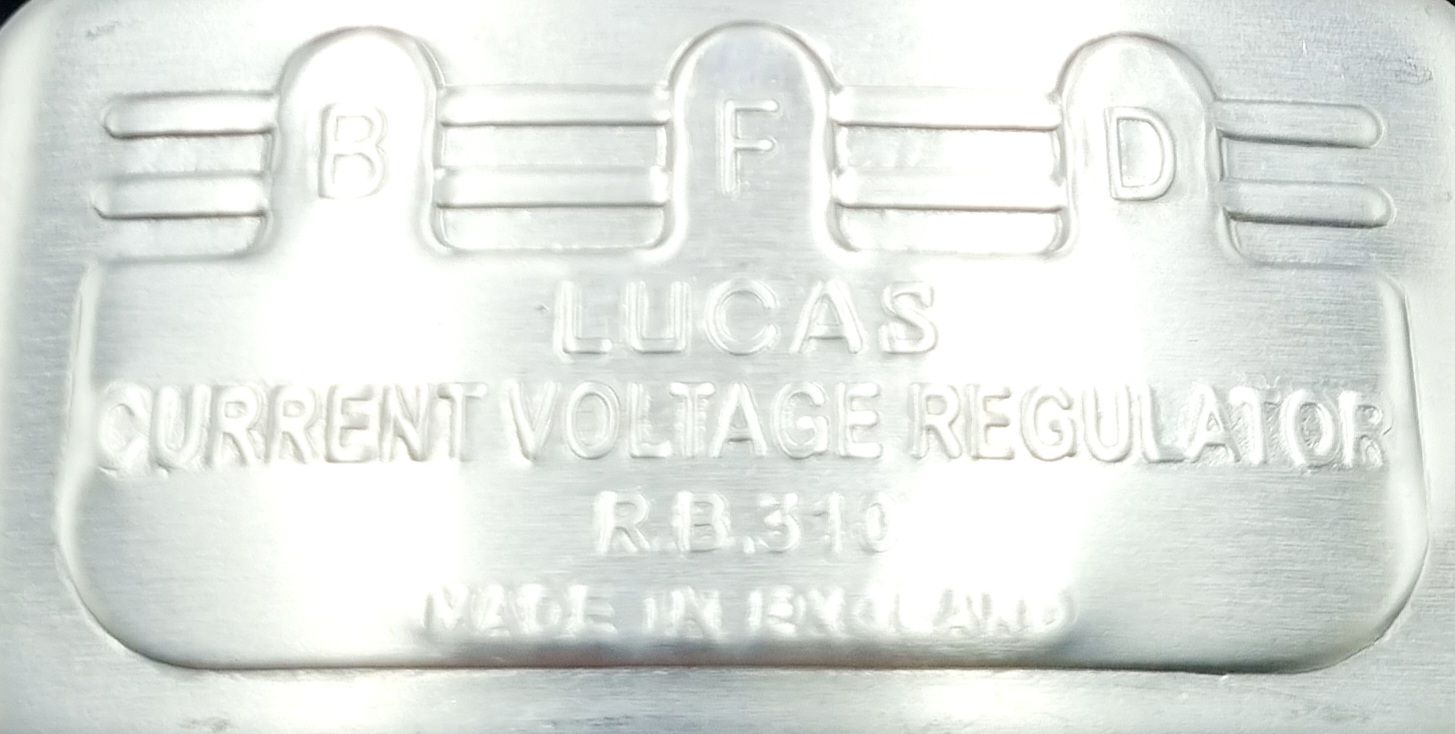 B F D
LUCAS
CURRENT VOLTAGE REGULATOR
R.B.310
MADE IN ENGLAND